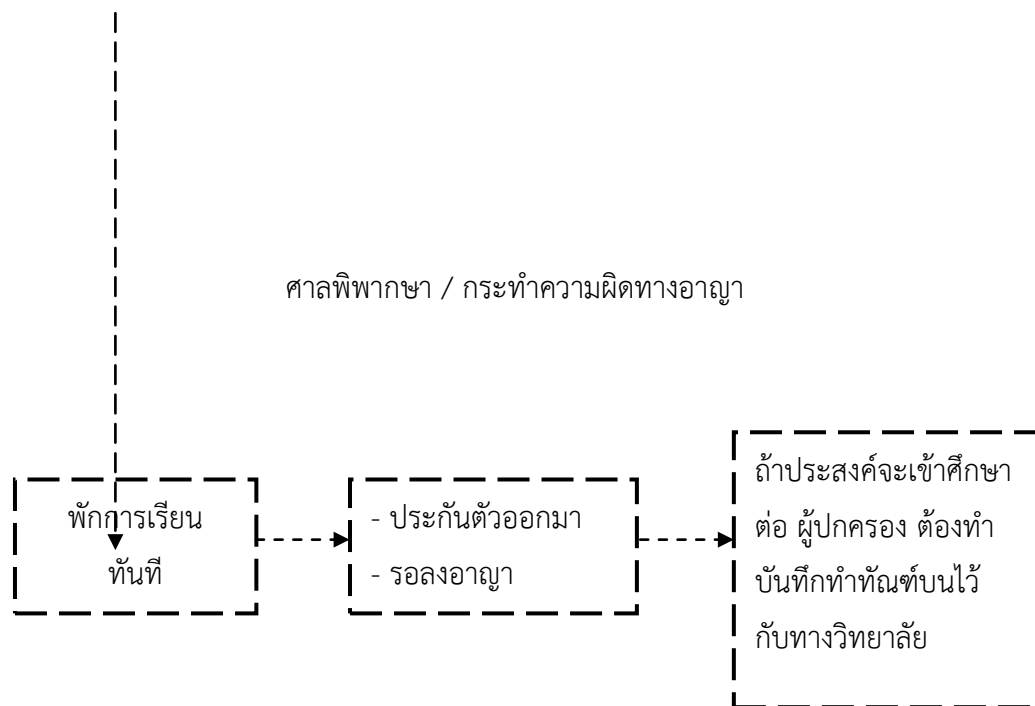 ศาลพิพากษา / กระทำความผิดทางอาญา
พักการเรียน
ทันที
- ประกันตัวออกมา
- รอลงอาญา
ถ้าประสงค์จะเข้าศึกษา
ต่อ ผู้ปกครอง ต้องทำ
บันทึกทำทัณฑ์บนไว้
กับทางวิทยาลัย